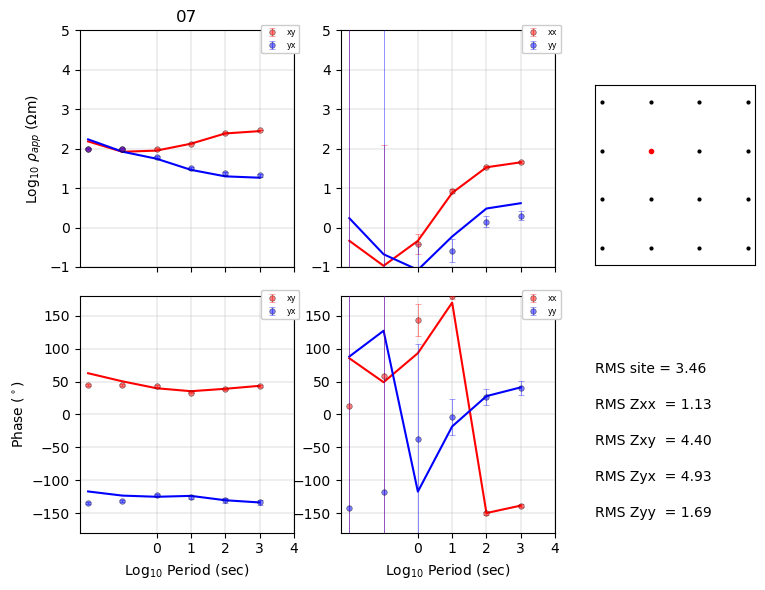 07
xy
yx
xx
yy
5
4
3
2
1
0
−1
5
4
3
2
1
0
−1
Log₁₀ ρ_app (Ωm)
xy
yx
xx
yy
150
100
50
0
−50
−100
−150
150
100
50
0
−50
−100
−150
Phase (°)
0 1 2 3 4
0 1 2 3 4
Log₁₀ Period (sec)
Log₁₀ Period (sec)
RMS site = 3.46
RMS Zxx = 1.13
RMS Zxy = 4.40
RMS Zyx = 4.93
RMS Zyy = 1.69